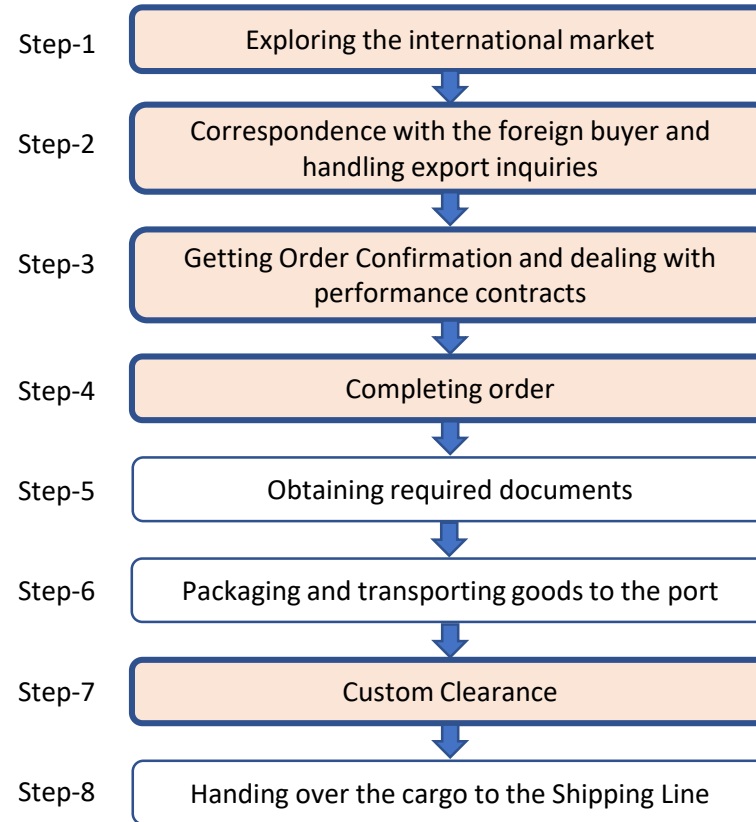 Step-1
Exploring the international market
Step-2
Correspondence with the foreign buyer and
handling export inquiries
Step-3
Getting Order Confirmation and dealing with
performance contracts
Step-4
Completing order
Step-5
Obtaining required documents
Step-6
Packaging and transporting goods to the port
Step-7
Custom Clearance
Step-8
Handing over the cargo to the Shipping Line